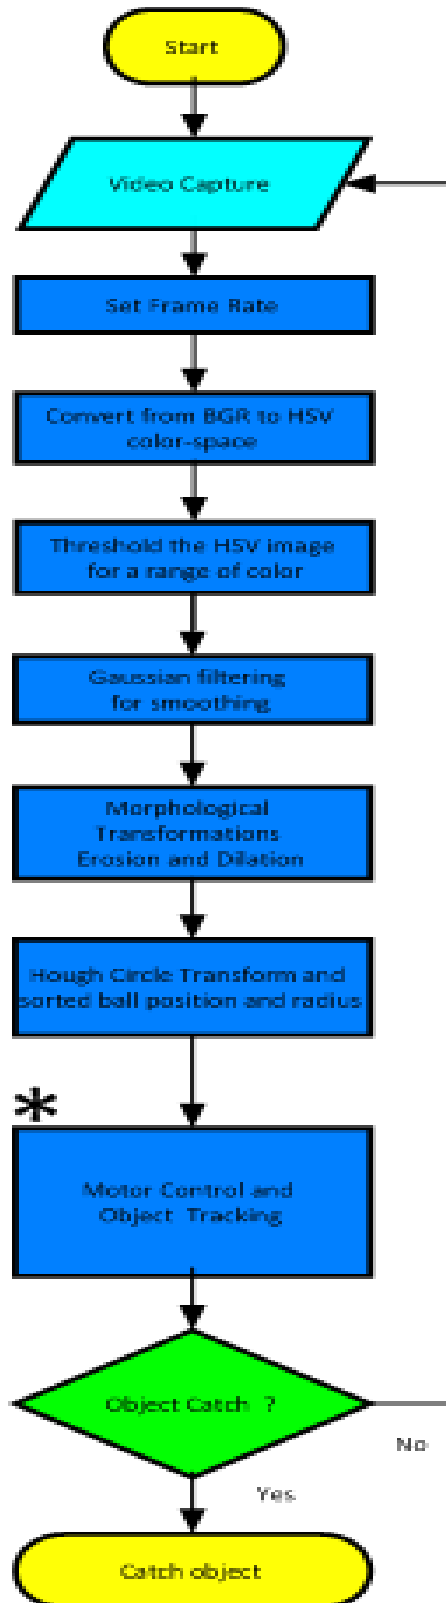 Start
Video Capture
Set Frame Rate
Convert from BGR to HSV
color-space
Threshold the HSV image
for a range of color
Gaussian filtering
for smoothing
Morphological
Transformations
Erosion and Dilation
Hough Circle Transform and
sorted ball position and radius
*
Motor Control and
Object Tracking
Object Catch ?
No
Yes
Catch object